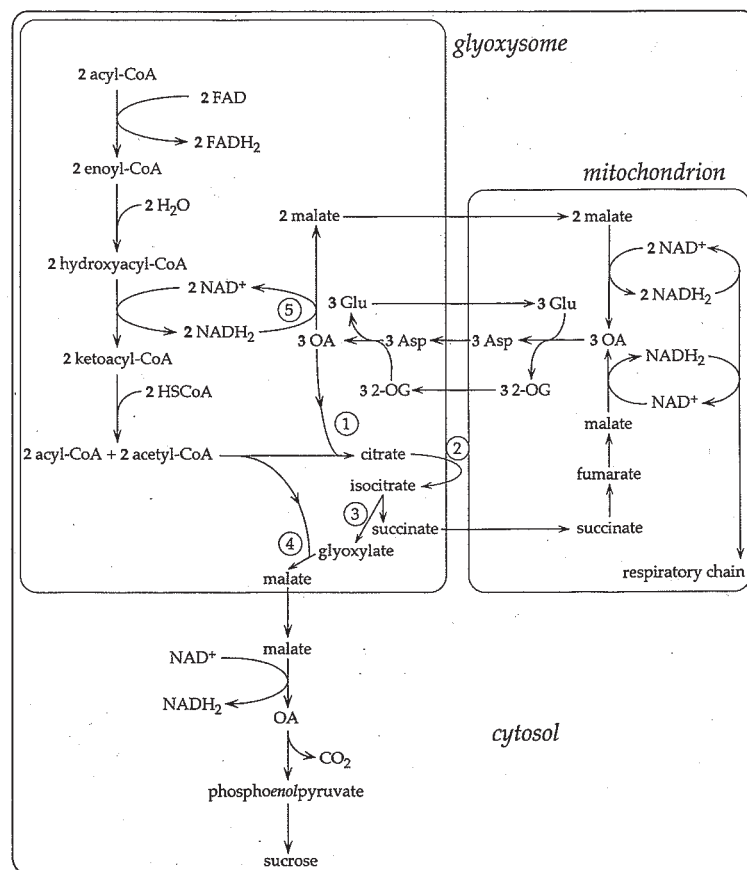 glyoxysome
2 acyl-CoA
2 FAD
2 FADH₂
2 enoyl-CoA
2 H₂O
2 hydroxyacyl-CoA
2 NAD⁺
2 NADH₂
2 ketoacyl-CoA
2 HSCoA
2 acyl-CoA + 2 acetyl-CoA
2 malate
⑤
3 Glu
3 OA
3 Asp
3 2-OG
①
citrate
②
isocitrate
③
succinate
④
glyoxylate
malate
mitochondrion
2 malate
2 NAD⁺
2 NADH₂
3 Glu
3 Asp
3 OA
3 2-OG
NADH₂
NAD⁺
malate
fumarate
succinate
respiratory chain
malate
NAD⁺
NADH₂
OA
CO₂
phosphoenolpyruvate
sucrose
cytosol